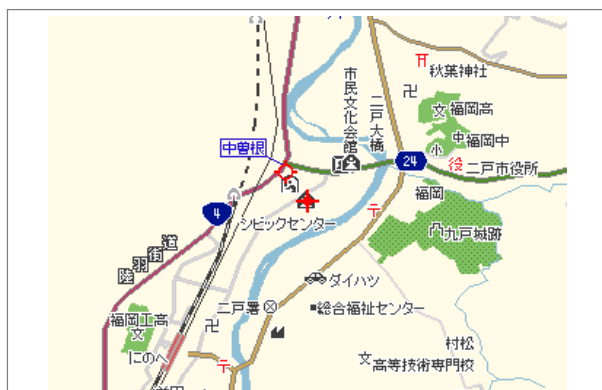 秋葉神社
福岡高
市民文化会館
二戸大橋
福岡中
小
中曽根
24
役
二戸市役所
福岡
4
シビックセンター
九戸城跡
陸羽街道
ダイハツ
二戸署
総合福祉センター
福岡工高
文
にのへ
村松
文高等技術専門校